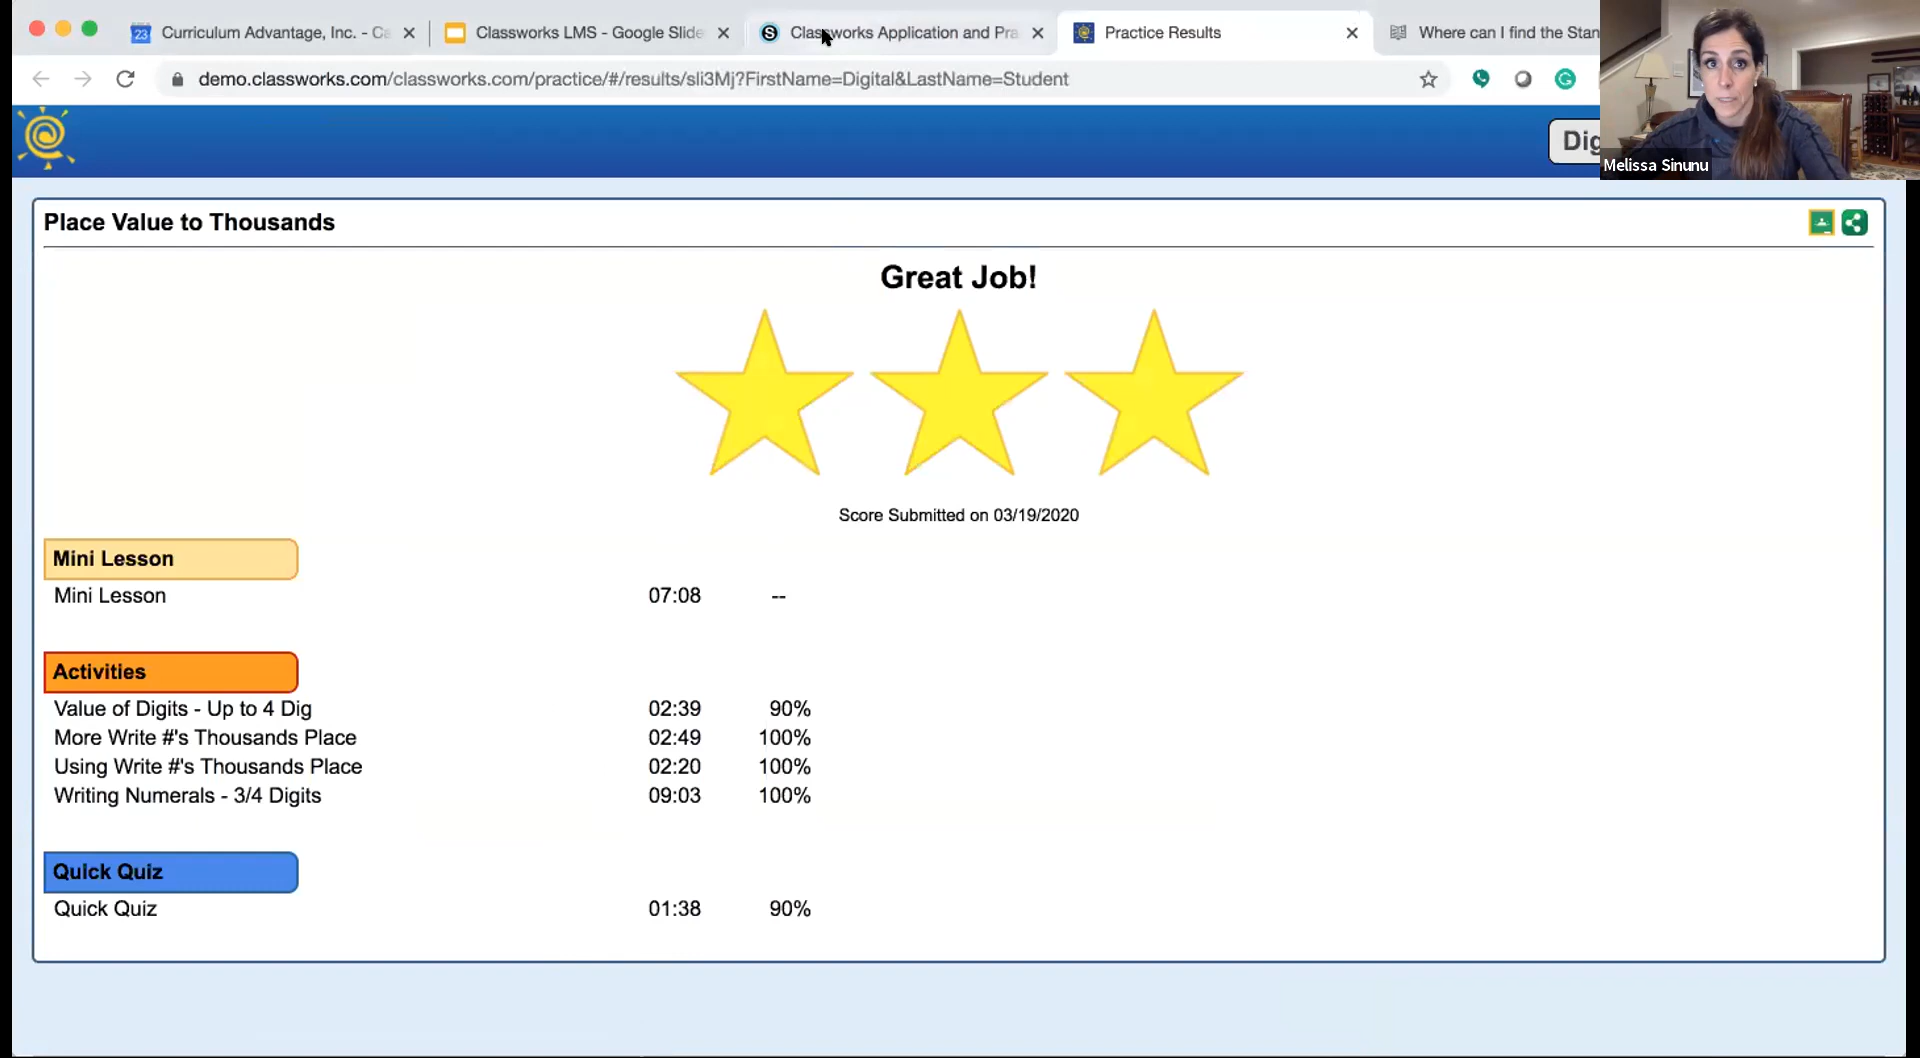 23 Curriculum Advantage, Inc. - Ca
Classworks LMS - Google Slide
S Classworks Application and Pra
Practice Results
Where can I find the Stan
demo.classworks.com/classworks.com/practice/#/results/sli3Mj?FirstName=Digital&LastName=Student
Dig
Melissa Sinunu
Place Value to Thousands
Great Job!
Score Submitted on 03/19/2020
Mini Lesson
Mini Lesson 07:08 --
Activities
Value of Digits - Up to 4 Dig 02:39 90%
More Write #'s Thousands Place 02:49 100%
Using Write #'s Thousands Place 02:20 100%
Writing Numerals - 3/4 Digits 09:03 100%
Quick Quiz
Quick Quiz 01:38 90%